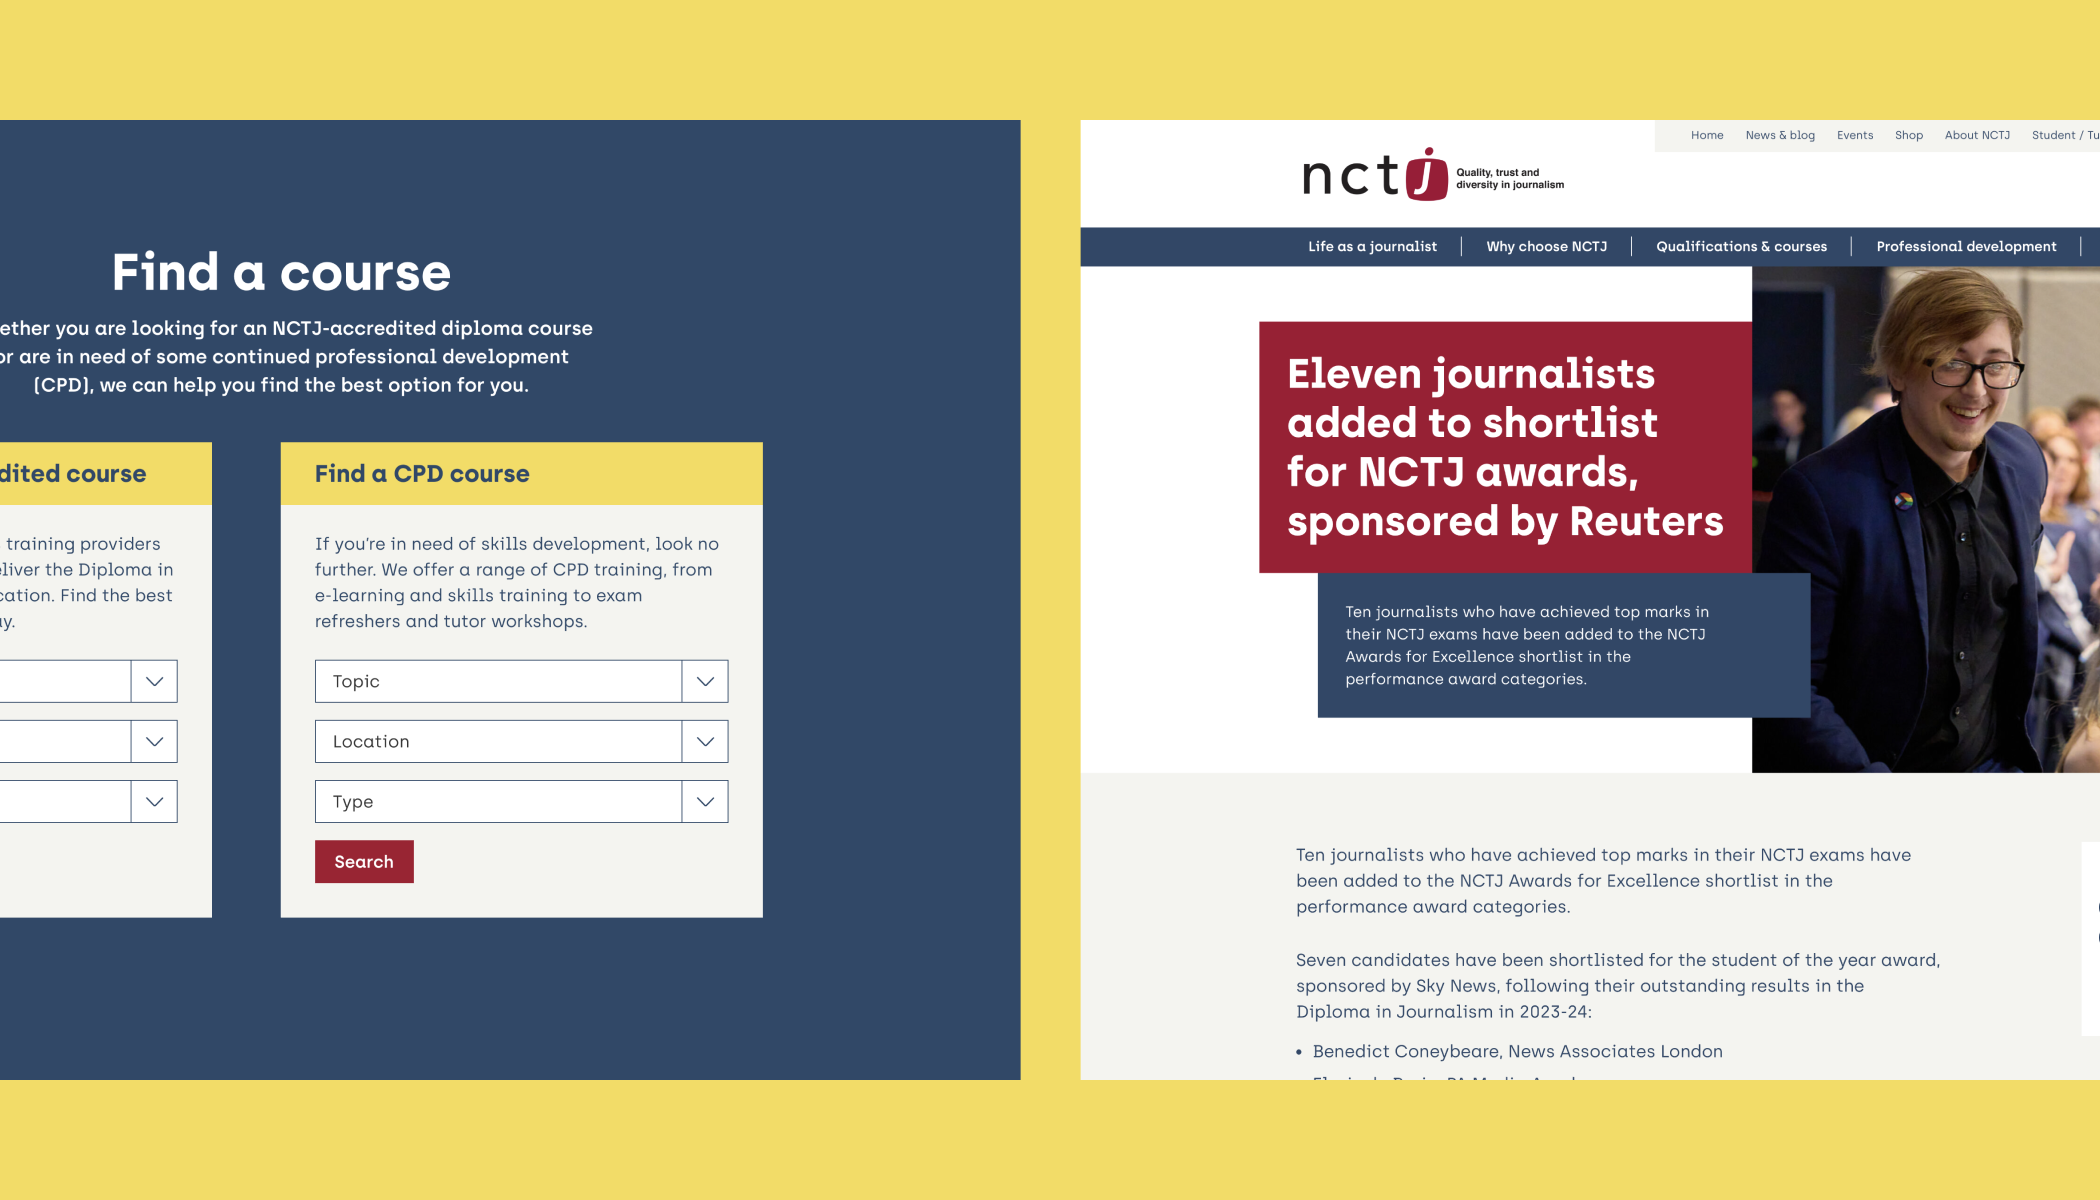 Find a course
ether you are looking for an NCTJ-accredited diploma course
or are in need of some continued professional development
(CPD), we can help you find the best option for you.
dited course
training providers
eliver the Diploma in
cation. Find the best
ay.
Find a CPD course
If you're in need of skills development, look no
further. We offer a range of CPD training, from
e-learning and skills training to exam
refreshers and tutor workshops.
Topic
Location
Type
Search
Home News & blog Events Shop About NCTJ Student / Tu
nctj
Quality, trust and
diversity in journalism
Life as a journalist Why choose NCTJ Qualifications & courses Professional development
Eleven journalists
added to shortlist
for NCTJ awards,
sponsored by Reuters
Ten journalists who have achieved top marks in
their NCTJ exams have been added to the NCTJ
Awards for Excellence shortlist in the
performance award categories.
Ten journalists who have achieved top marks in their NCTJ exams have
been added to the NCTJ Awards for Excellence shortlist in the
performance award categories.
Seven candidates have been shortlisted for the student of the year award,
sponsored by Sky News, following their outstanding results in the
Diploma in Journalism in 2023-24:
• Benedict Coneybeare, News Associates London